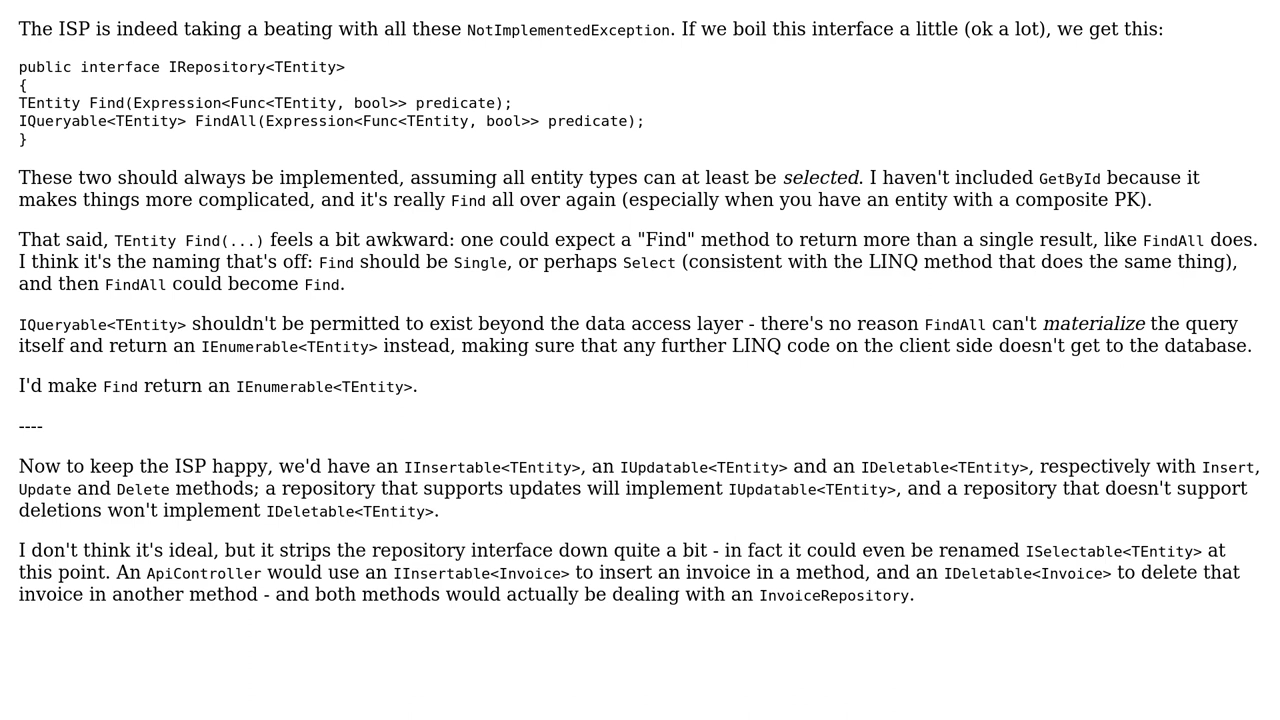 The ISP is indeed taking a beating with all these NotImplementedException. If we boil this interface a little (ok a lot), we get this:
public interface IRepository<TEntity>
{
TEntity Find(Expression<Func<TEntity, bool>> predicate);
IQueryable<TEntity> FindAll(Expression<Func<TEntity, bool>> predicate);
}
These two should always be implemented, assuming all entity types can at least be selected. I haven't included GetById because it
makes things more complicated, and it's really Find all over again (especially when you have an entity with a composite PK).
That said, TEntity Find(...) feels a bit awkward: one could expect a "Find" method to return more than a single result, like FindAll does.
I think it's the naming that's off: Find should be Single, or perhaps Select (consistent with the LINQ method that does the same thing),
and then FindAll could become Find.
IQueryable<TEntity> shouldn't be permitted to exist beyond the data access layer - there's no reason FindAll can't materialize the query
itself and return an IEnumerable<TEntity> instead, making sure that any further LINQ code on the client side doesn't get to the database.
I'd make Find return an IEnumerable<TEntity>.
----
Now to keep the ISP happy, we'd have an IInsertable<TEntity>, an IUpdatable<TEntity> and an IDeletable<TEntity>, respectively with Insert,
Update and Delete methods; a repository that supports updates will implement IUpdatable<TEntity>, and a repository that doesn't support
deletions won't implement IDeletable<TEntity>.
I don't think it's ideal, but it strips the repository interface down quite a bit - in fact it could even be renamed ISelectable<TEntity> at
this point. An ApiController would use an IInsertable<Invoice> to insert an invoice in a method, and an IDeletable<Invoice> to delete that
invoice in another method - and both methods would actually be dealing with an InvoiceRepository.